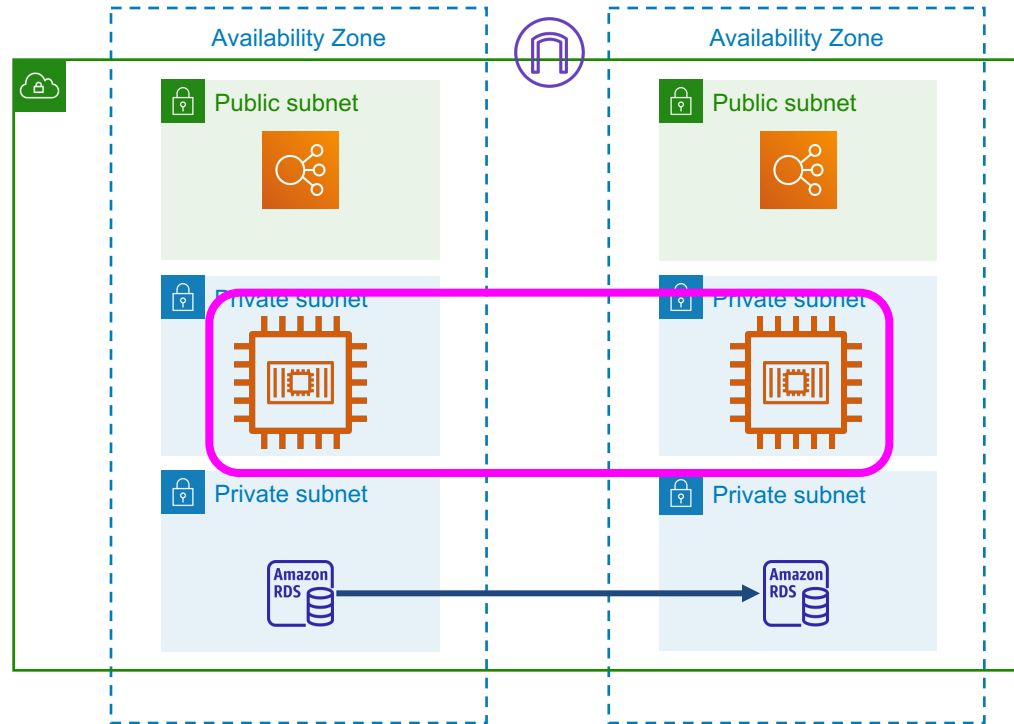 Availability Zone
Availability Zone
Public subnet
Public subnet
Private subnet
Private subnet
Private subnet
Private subnet
Amazon
RDS
Amazon
RDS